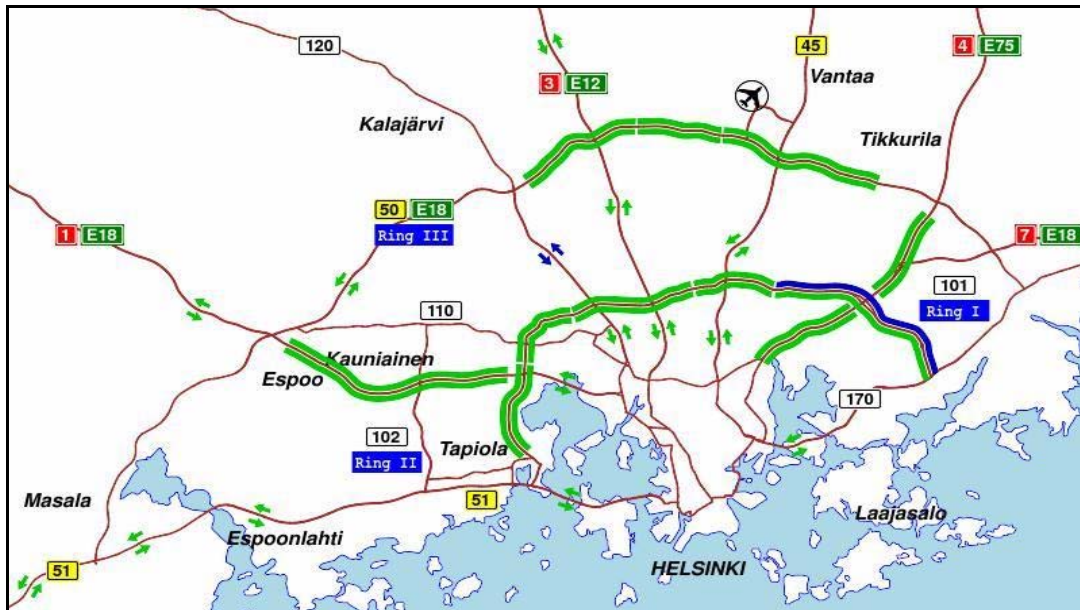 120
3 E12
45
4 E75
Vantaa
Kalajärvi
Tikkurila
50 E18
Ring III
1 E18
7 E18
101
Ring I
110
Kauniainen
Espoo
170
102
Ring II
Tapiola
Masala
51
Laajasalo
Espoonlahti
51
HELSINKI